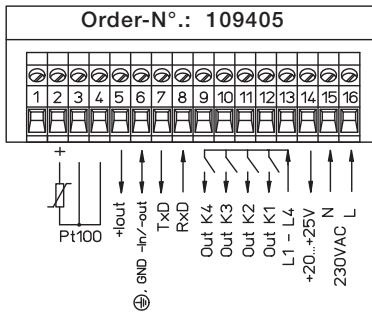 Order-N°.: 109405
1 2 3 4 5 6 7 8 9 10 11 12 13 14 15 16
+
Pt100
+Iout
, GND -In/-out
TxD
RxD
Out K4
Out K3
Out K2
Out K1
L1 - L4
+20...+25V
N
230VAC
L